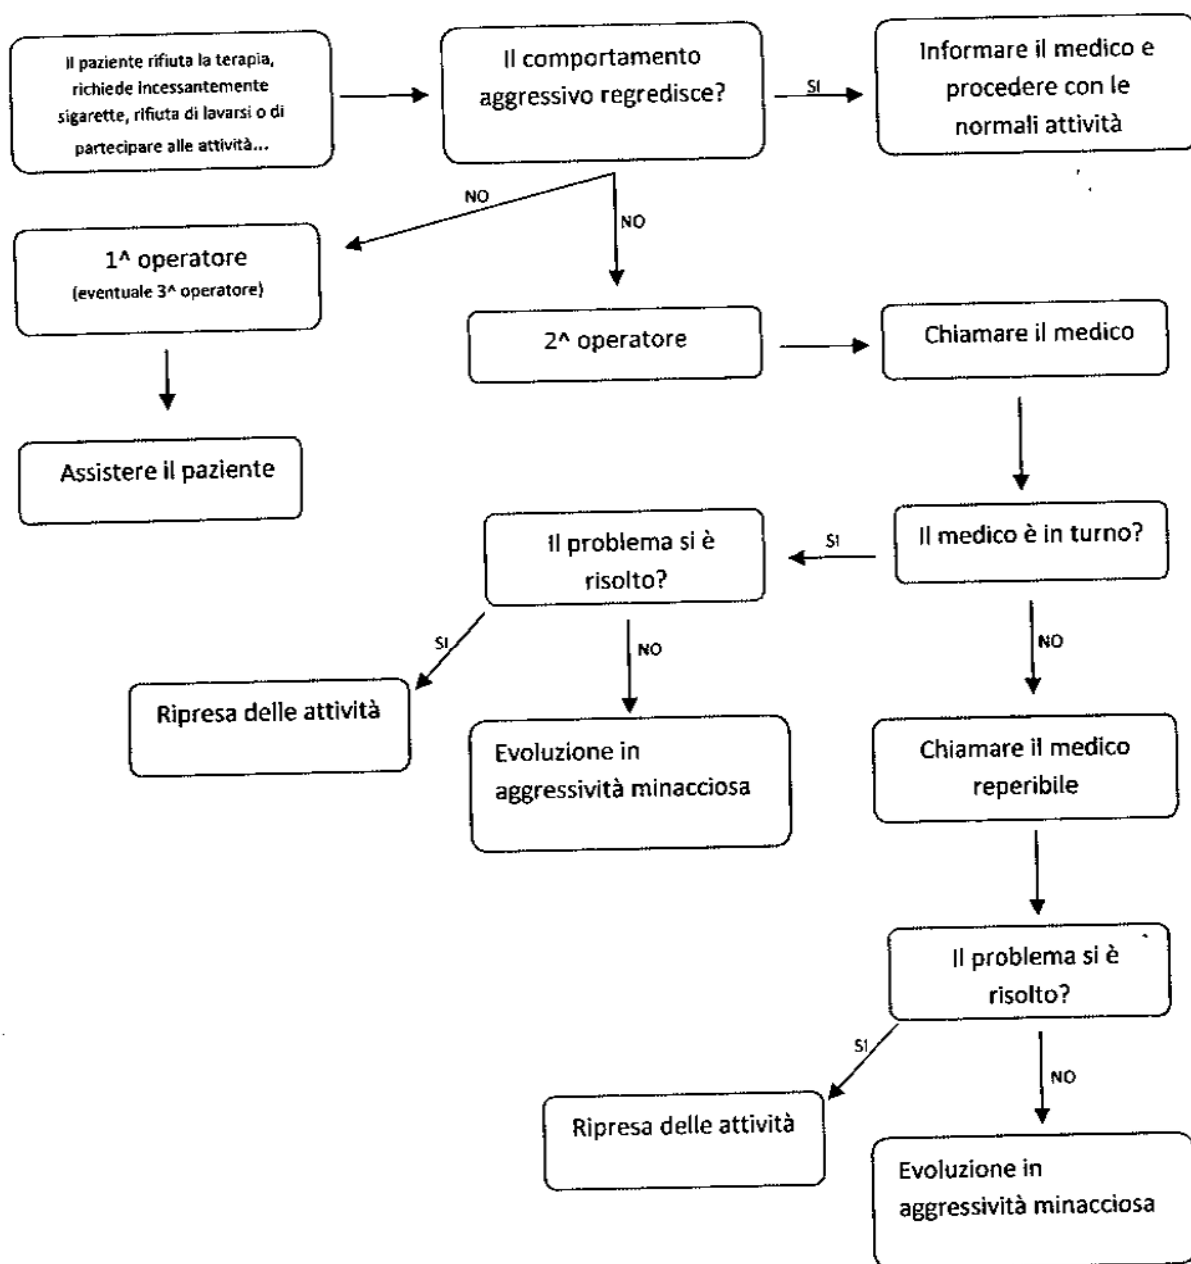 Il paziente rifiuta la terapia,
richiede incessantemente
sigarette, rifiuta di lavarsi o di
partecipare alle attività...
Il comportamento
aggressivo regredisce?
SI
Informare il medico e
procedere con le
normali attività
NO
NO
1^ operatore
(eventuale 3^ operatore)
2^ operatore
Chiamare il medico
Assistere il paziente
Il medico è in turno?
SI
Il problema si è
risolto?
SI
NO
NO
Ripresa delle attività
Evoluzione in
aggressività minacciosa
Chiamare il medico
reperibile
Il problema si è
risolto?
SI
NO
Ripresa delle attività
Evoluzione in
aggressività minacciosa